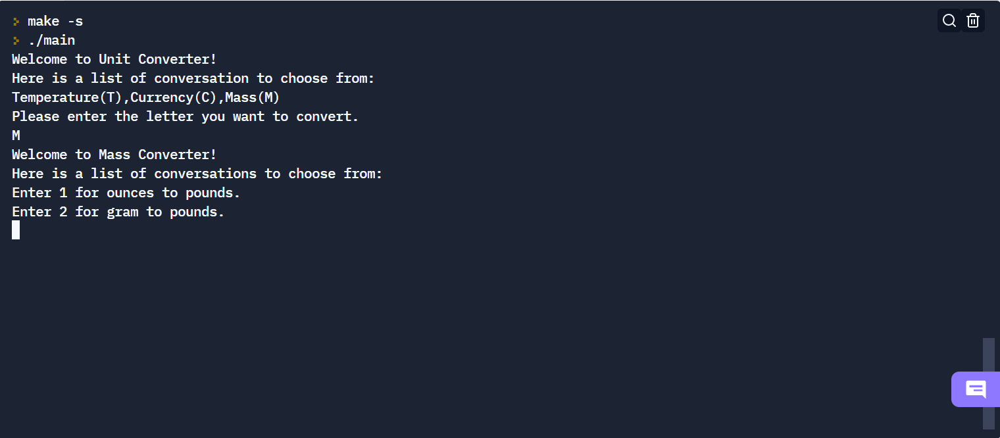 > make -s
> ./main
Welcome to Unit Converter!
Here is a list of conversation to choose from:
Temperature(T),Currency(C),Mass(M)
Please enter the letter you want to convert.
M
Welcome to Mass Converter!
Here is a list of conversations to choose from:
Enter 1 for ounces to pounds.
Enter 2 for gram to pounds.